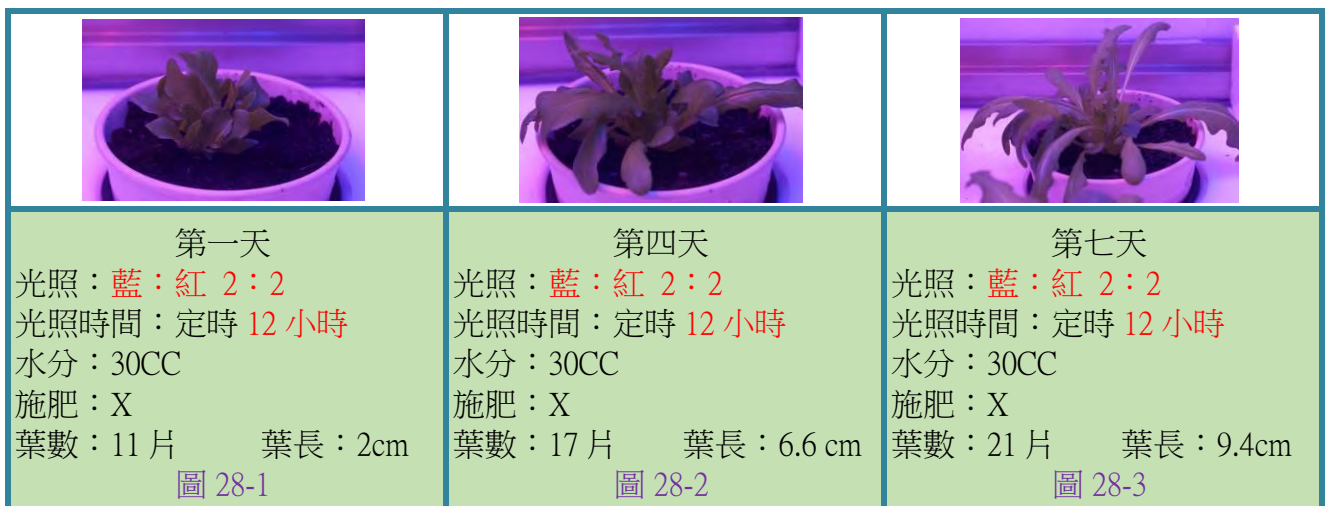 第一天
光照：藍：紅 2：2
光照時間：定時 12 小時
水分：30CC
施肥：X
葉數：11 片 葉長：2cm
圖 28-1
第四天
光照：藍：紅 2：2
光照時間：定時 12 小時
水分：30CC
施肥：X
葉數：17 片 葉長：6.6 cm
圖 28-2
第七天
光照：藍：紅 2：2
光照時間：定時 12 小時
水分：30CC
施肥：X
葉數：21 片 葉長：9.4cm
圖 28-3